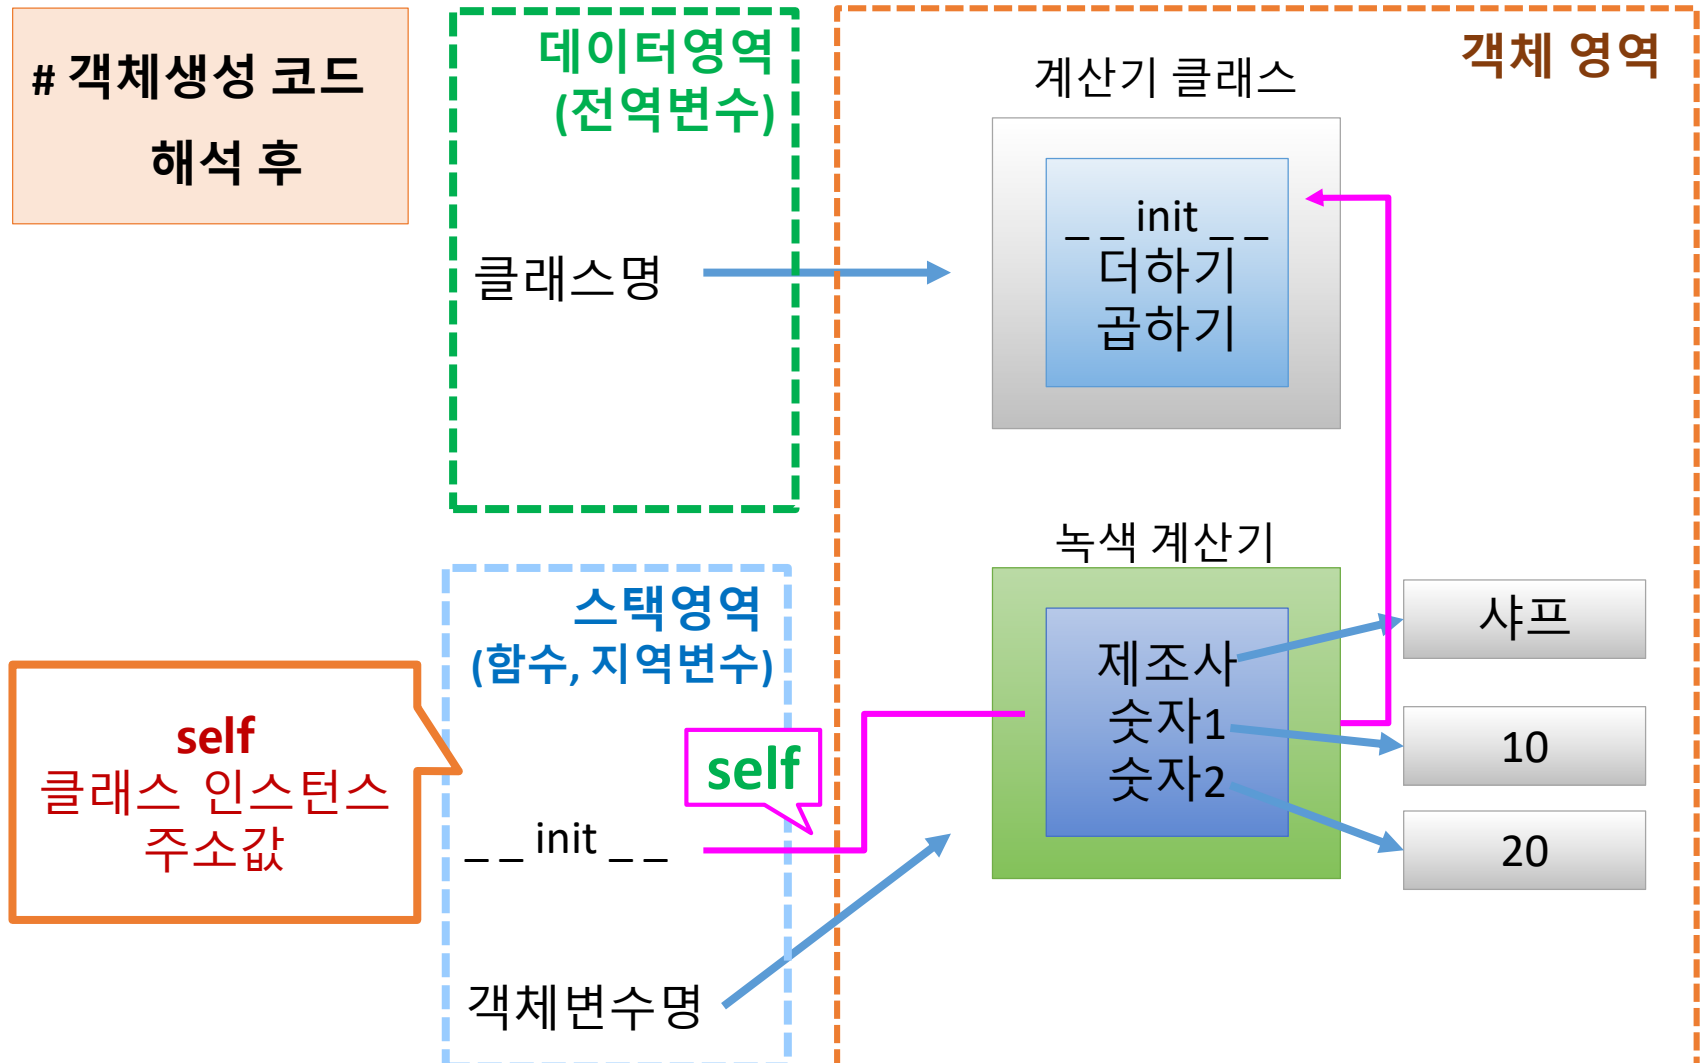 # 객체생성 코드
해석 후
데이터영역
(전역변수)
클래스명
객체 영역
계산기 클래스
_ _ init _ _
더하기
곱하기
스택영역
(함수, 지역변수)
self
클래스 인스턴스
주소값
self
_ _ init _ _
객체변수명
녹색 계산기
제조사
숫자1
숫자2
샤프
10
20